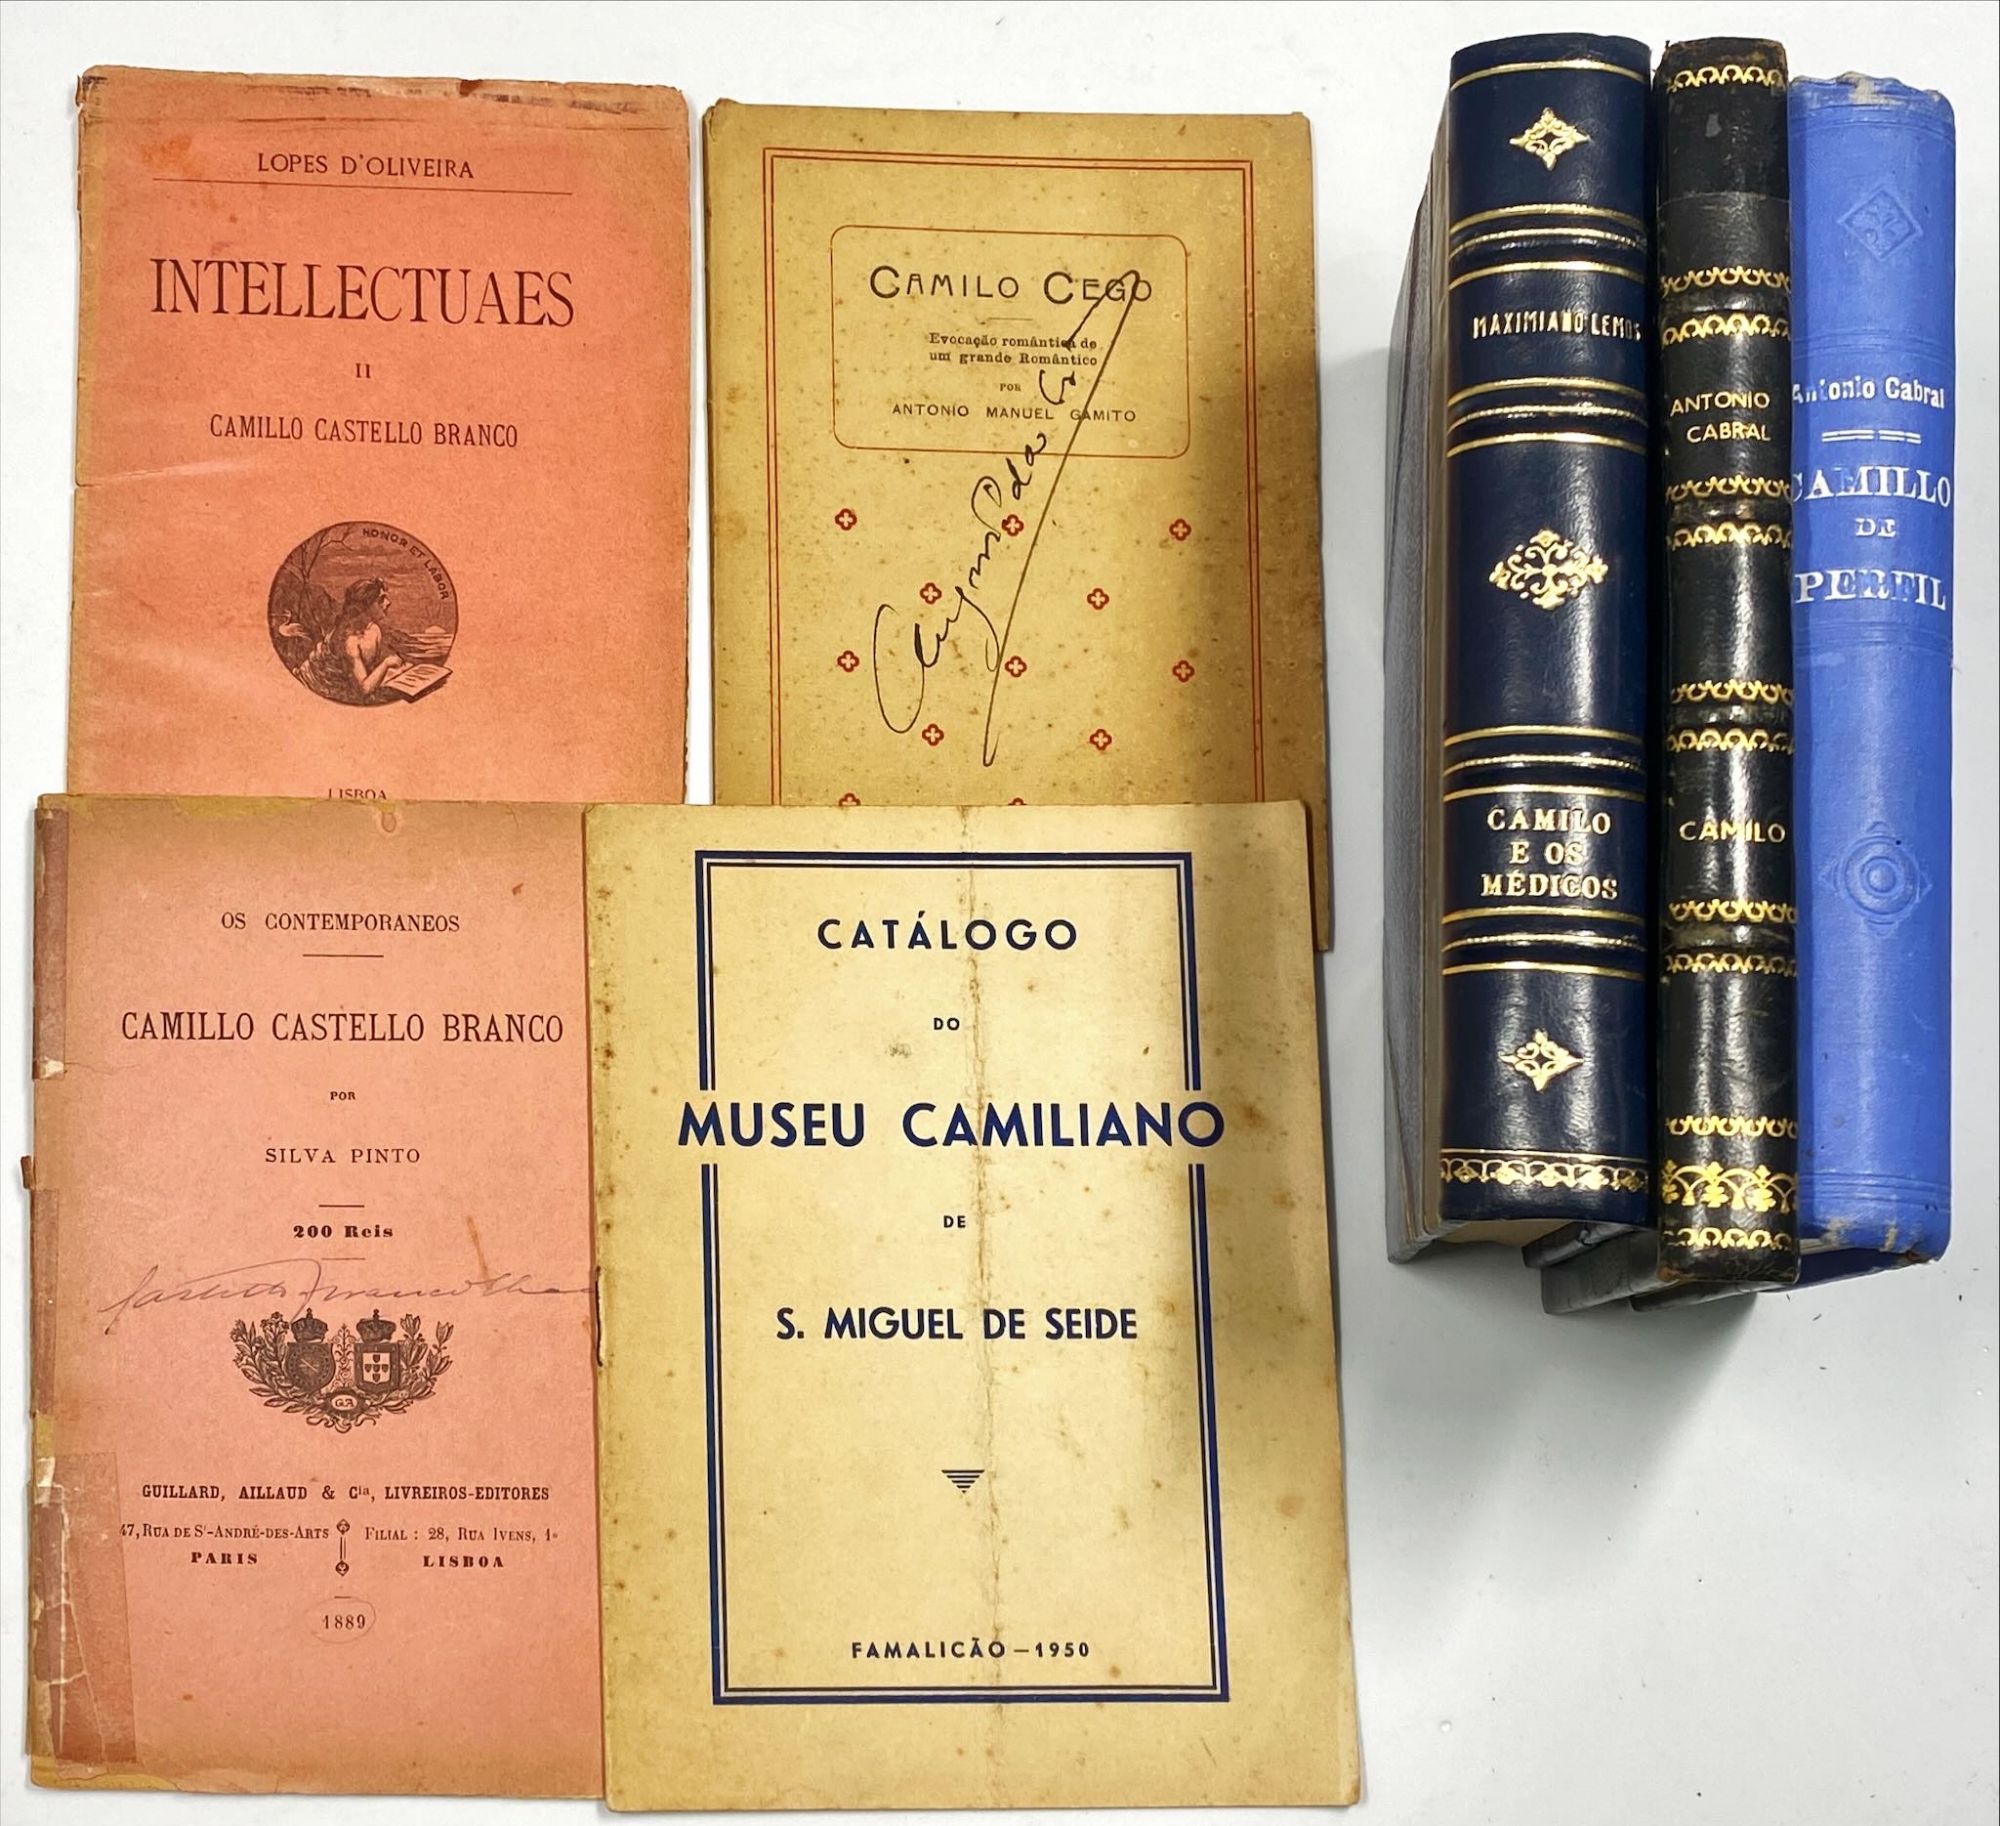 LOPES D'OLIVEIRA
INTELLECTUAES
II
CAMILLO CASTELLO BRANCO
HONOR ET LABOR
LISBOA
CAMILO CEGO
Evocação romântica de
um grande Romântico
POR
ANTONIO MANUEL GAMITO
OS CONTEMPORANEOS
CAMILLO CASTELLO BRANCO
POR
SILVA PINTO
200 Reis
G.A
GUILLARD, AILLAUD & Cia, LIVREIROS-EDITORES
47, RUA DE St-ANDRÉ-DES-ARTS
PARIS
FILIAL : 28, RUA IVENS, 1º
LISBOA
1889
CATÁLOGO
DO
MUSEU CAMILIANO
DE
S. MIGUEL DE SEIDE
FAMALICÃO — 1950
MAXIMIANO LEMOS
CAMILO
E OS
MÉDICOS
ANTONIO
CABRAL
CAMILO
Antonio Cabral
CAMILLO
DE
PERFIL